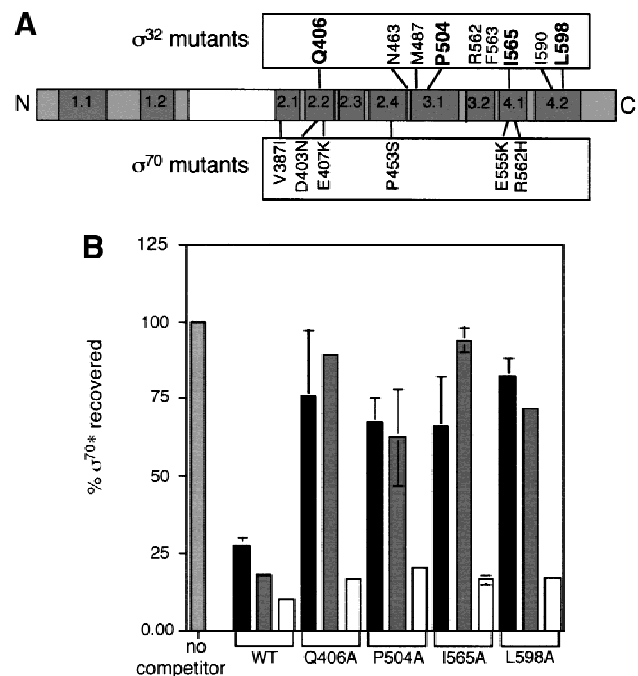 A
σ32 mutants
Q406 N463 M487 P504 R562 F563 I565 I590 L598
N 1.1 1.2 2.1 2.2 2.3 2.4 3.1 3.2 4.1 4.2 C
σ70 mutants
V387I D403N E407K P453S E555K R562H
B
% σ70* recovered
125
100
75
50
25
0.00
no competitor
WT Q406A P504A I565A L598A